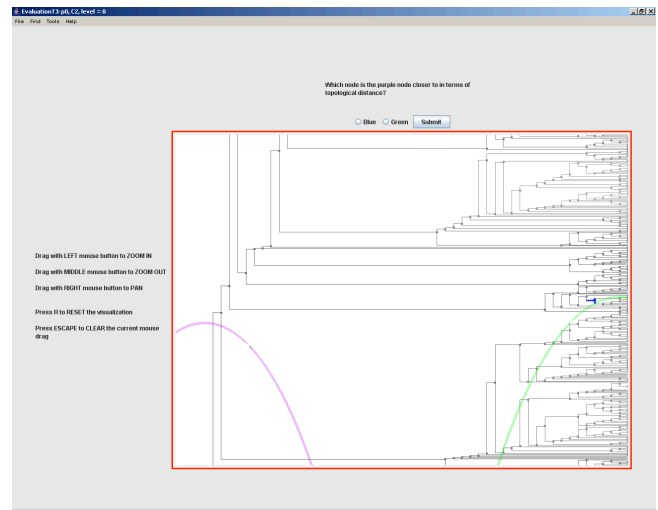 EvaluationT3: p0, C2, level = 0
File Find Tools Help
Which node is the purple node closer to in terms of
topological distance?
Blue Green Submit
Drag with LEFT mouse button to ZOOM IN
Drag with MIDDLE mouse button to ZOOM OUT
Drag with RIGHT mouse button to PAN
Press R to RESET the visualization
Press ESCAPE to CLEAR the current mouse
drag